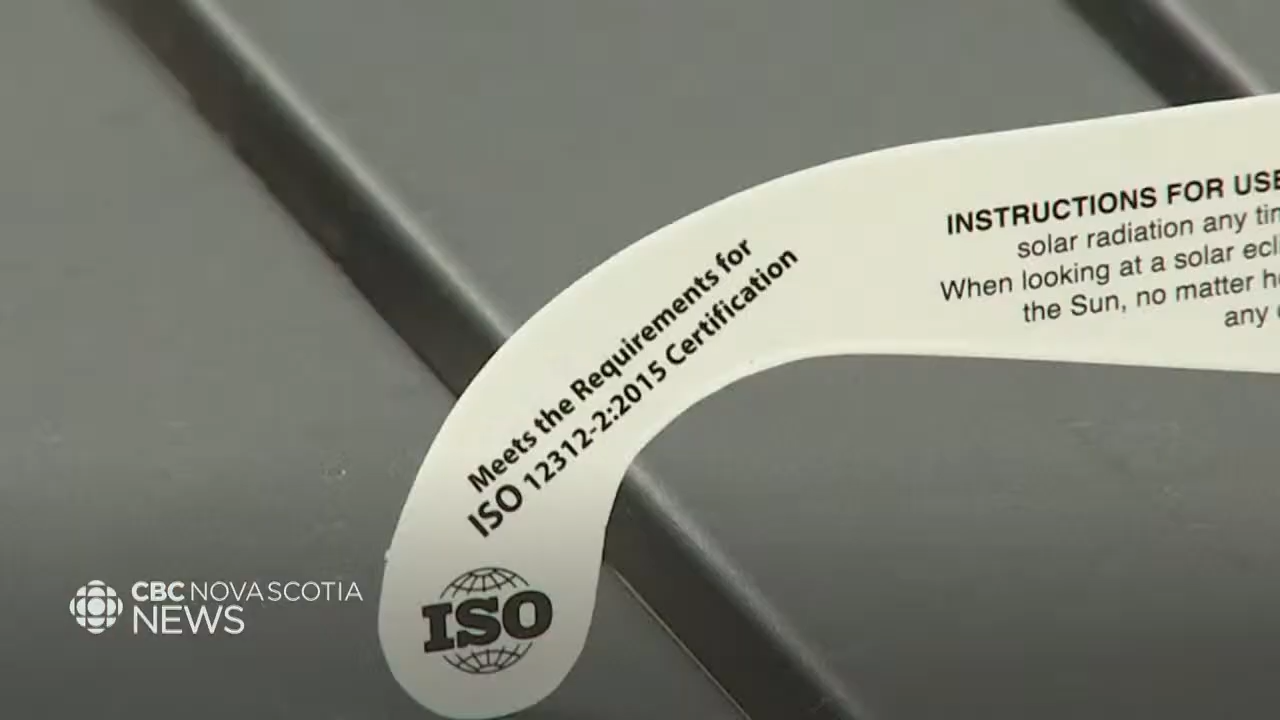 Meets the Requirements for
ISO 12312-2:2015 Certification
ISO
INSTRUCTIONS FOR USE
solar radiation any
When looking at a solar
the Sun, no matter
any
CBC NOVA SCOTIA
NEWS